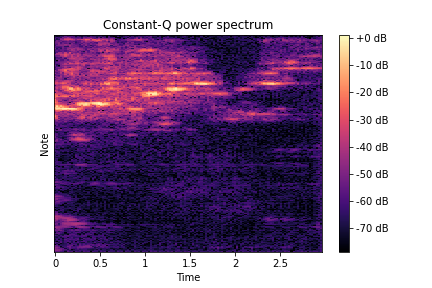 Constant-Q power spectrum
Note
+0 dB
-10 dB
-20 dB
-30 dB
-40 dB
-50 dB
-60 dB
-70 dB
0
0.5
1
1.5
2
2.5
Time